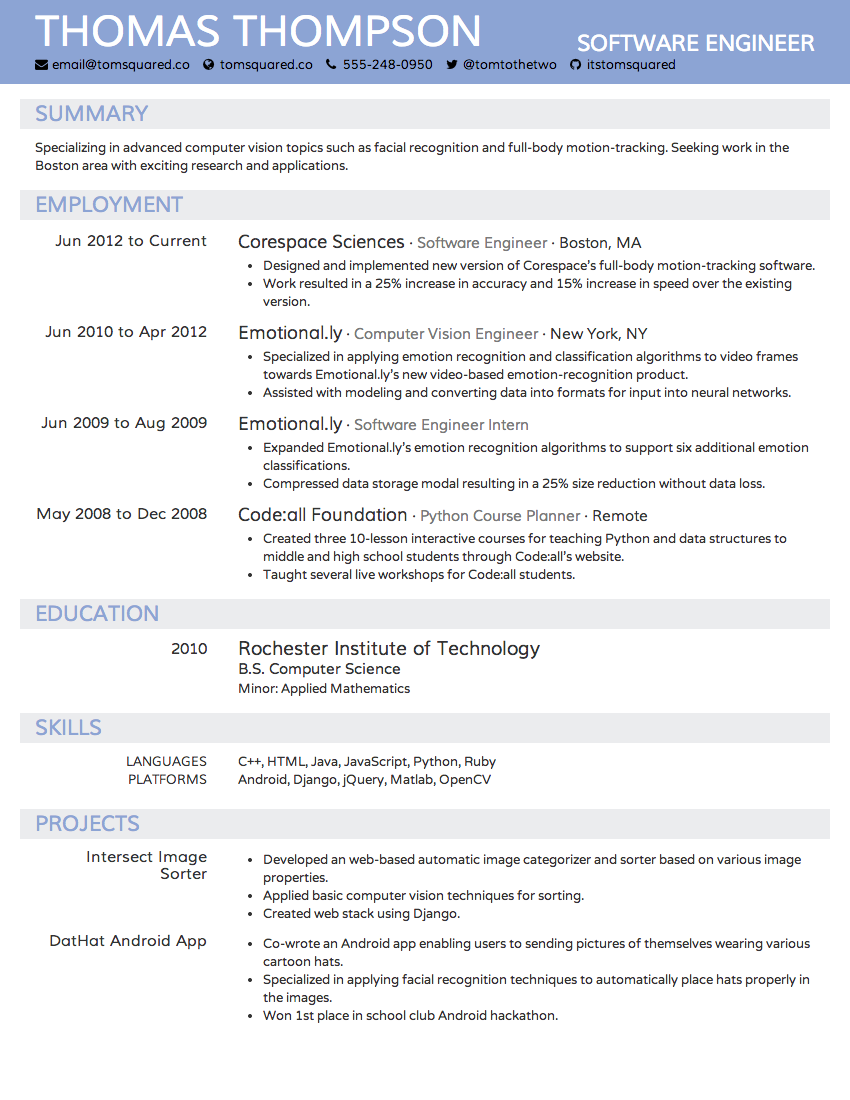 THOMAS THOMPSON
SOFTWARE ENGINEER
email@tomsquared.co tomsquared.co 555-248-0950 @tomtothetwo itstomsquared
SUMMARY
Specializing in advanced computer vision topics such as facial recognition and full-body motion-tracking. Seeking work in the
Boston area with exciting research and applications.
EMPLOYMENT
Jun 2012 to Current
Corespace Sciences · Software Engineer · Boston, MA
• Designed and implemented new version of Corespace's full-body motion-tracking software.
• Work resulted in a 25% increase in accuracy and 15% increase in speed over the existing
version.
Jun 2010 to Apr 2012
Emotional.ly · Computer Vision Engineer · New York, NY
• Specialized in applying emotion recognition and classification algorithms to video frames
towards Emotional.ly's new video-based emotion-recognition product.
• Assisted with modeling and converting data into formats for input into neural networks.
Jun 2009 to Aug 2009
Emotional.ly · Software Engineer Intern
• Expanded Emotional.ly's emotion recognition algorithms to support six additional emotion
classifications.
• Compressed data storage modal resulting in a 25% size reduction without data loss.
May 2008 to Dec 2008
Code:all Foundation · Python Course Planner · Remote
• Created three 10-lesson interactive courses for teaching Python and data structures to
middle and high school students through Code:all's website.
• Taught several live workshops for Code:all students.
EDUCATION
2010
Rochester Institute of Technology
B.S. Computer Science
Minor: Applied Mathematics
SKILLS
LANGUAGES C++, HTML, Java, JavaScript, Python, Ruby
PLATFORMS Android, Django, jQuery, Matlab, OpenCV
PROJECTS
Intersect Image
Sorter
• Developed an web-based automatic image categorizer and sorter based on various image
properties.
• Applied basic computer vision techniques for sorting.
• Created web stack using Django.
DatHat Android App
• Co-wrote an Android app enabling users to sending pictures of themselves wearing various
cartoon hats.
• Specialized in applying facial recognition techniques to automatically place hats properly in
the images.
• Won 1st place in school club Android hackathon.